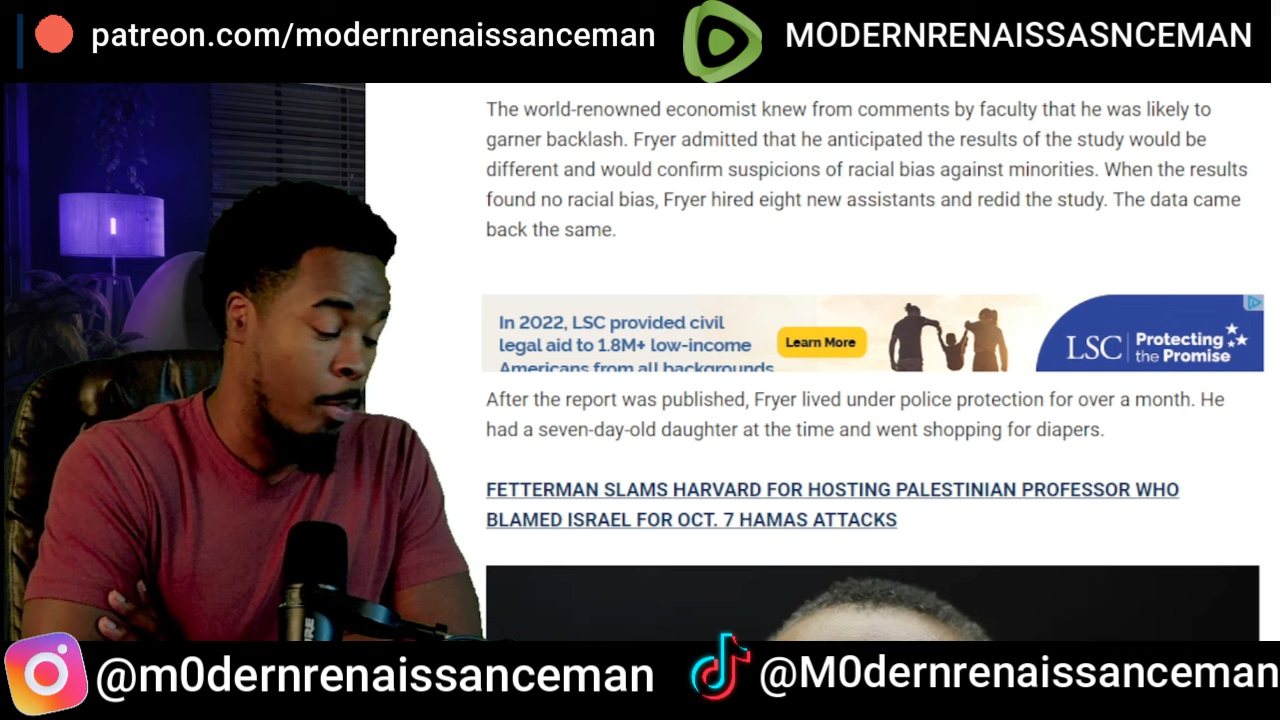 patreon.com/modernrenaissanceman
MODERNRENAISSASNCEMAN
The world-renowned economist knew from comments by faculty that he was likely to
garner backlash. Fryer admitted that he anticipated the results of the study would be
different and would confirm suspicions of racial bias against minorities. When the results
found no racial bias, Fryer hired eight new assistants and redid the study. The data came
back the same.
In 2022, LSC provided civil
legal aid to 1.8M+ low-income
Americans from all backgrounds
Learn More
LSC
Protecting
the Promise
After the report was published, Fryer lived under police protection for over a month. He
had a seven-day-old daughter at the time and went shopping for diapers.
FETTERMAN SLAMS HARVARD FOR HOSTING PALESTINIAN PROFESSOR WHO
BLAMED ISRAEL FOR OCT. 7 HAMAS ATTACKS
@m0dernrenaissanceman
@M0dernrenaissanceman